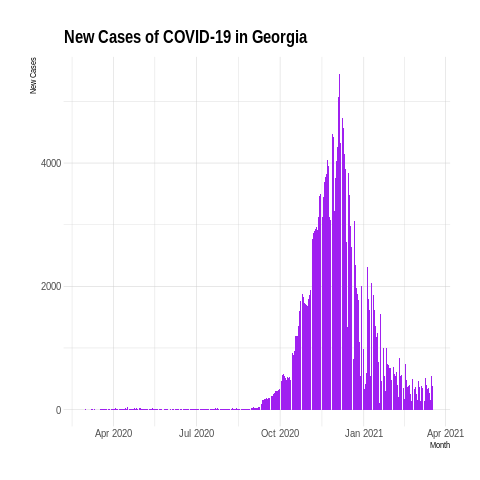 New Cases of COVID-19 in Georgia
New Cases
4000
2000
0
Apr 2020 Jul 2020 Oct 2020 Jan 2021 Apr 2021
Month